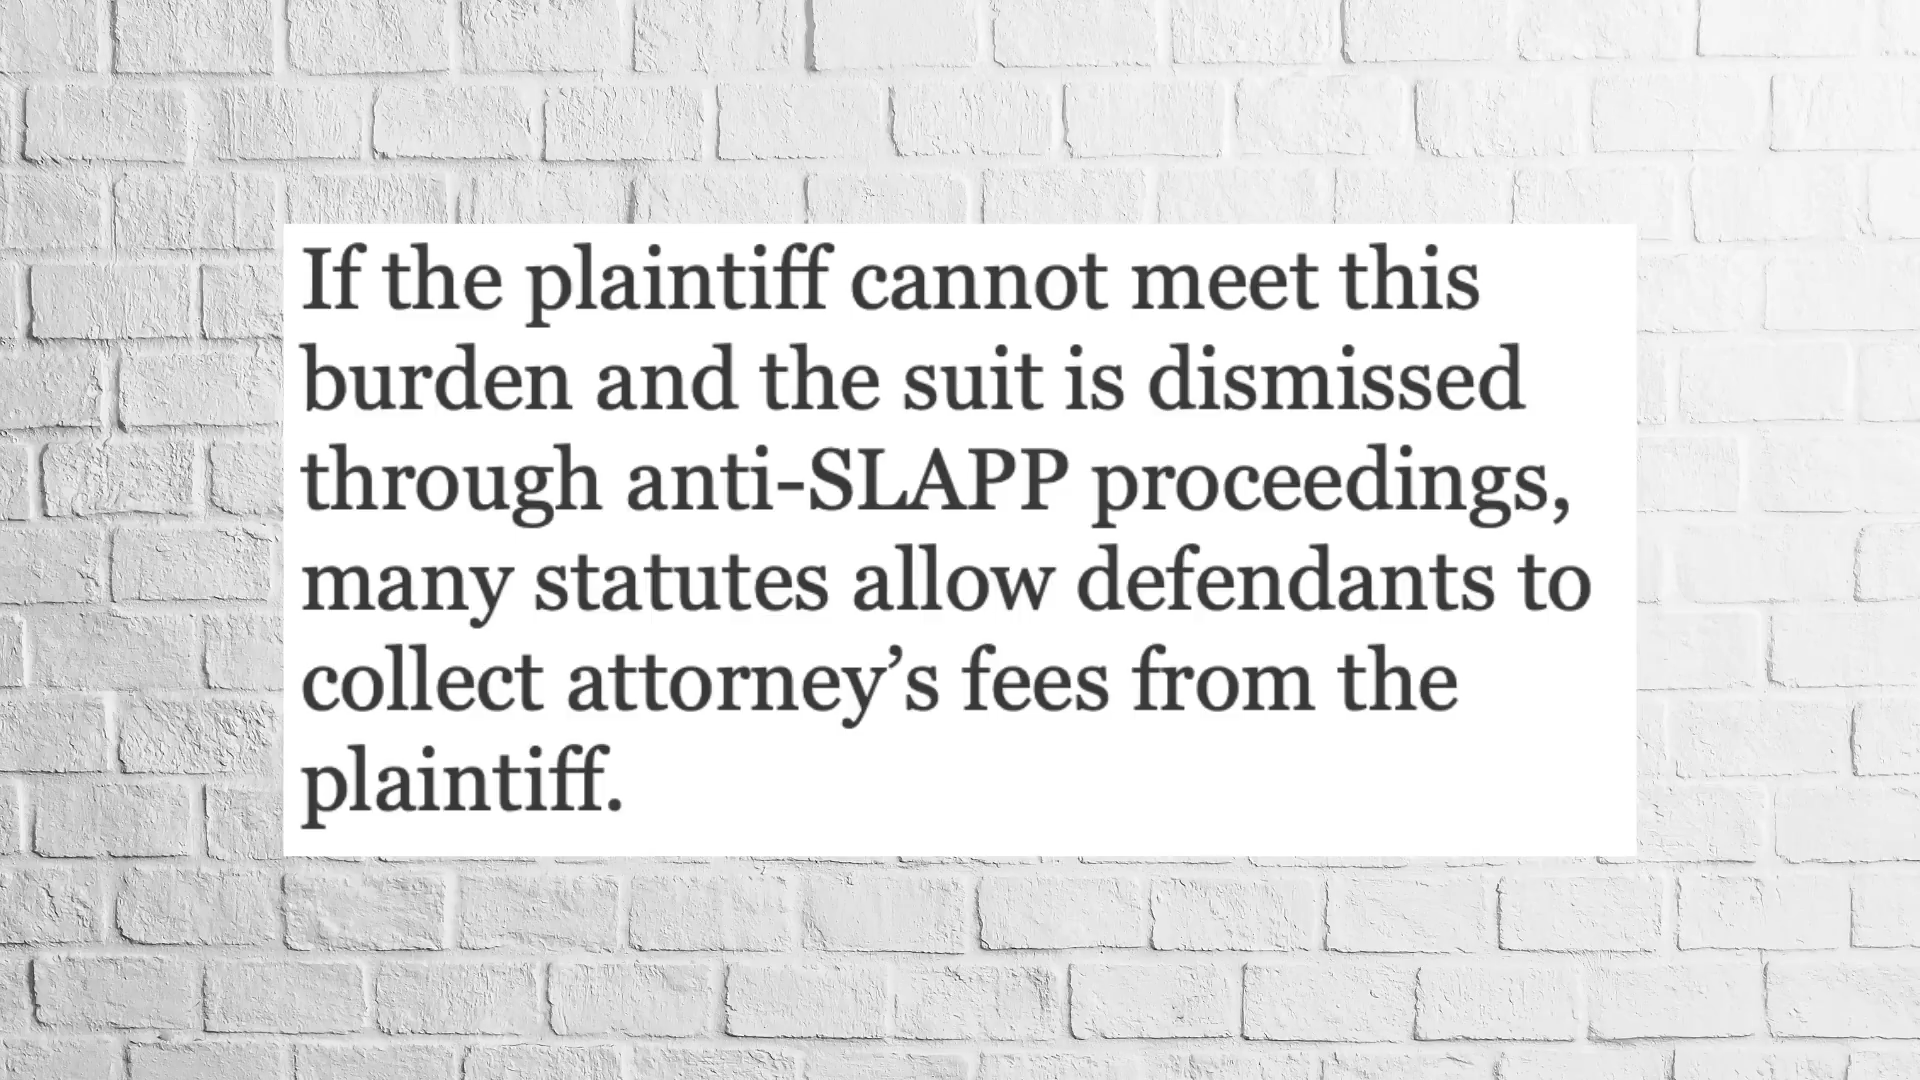 If the plaintiff cannot meet this
burden and the suit is dismissed
through anti-SLAPP proceedings,
many statutes allow defendants to
collect attorney’s fees from the
plaintiff.